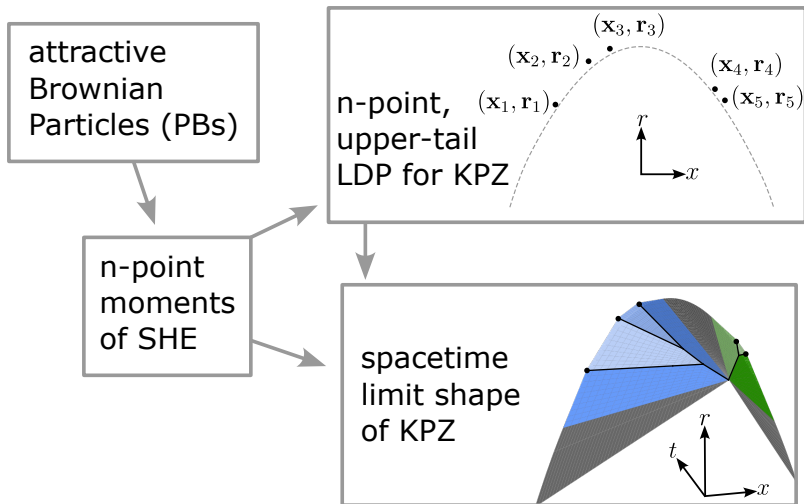 attractive
Brownian
Particles (PBs)
n-point
moments
of SHE
n-point,
upper-tail
LDP for KPZ
(x₁, r₁)
(x₂, r₂)
(x₃, r₃)
(x₄, r₄)
(x₅, r₅)
r
x
spacetime
limit shape
of KPZ
r
t
x